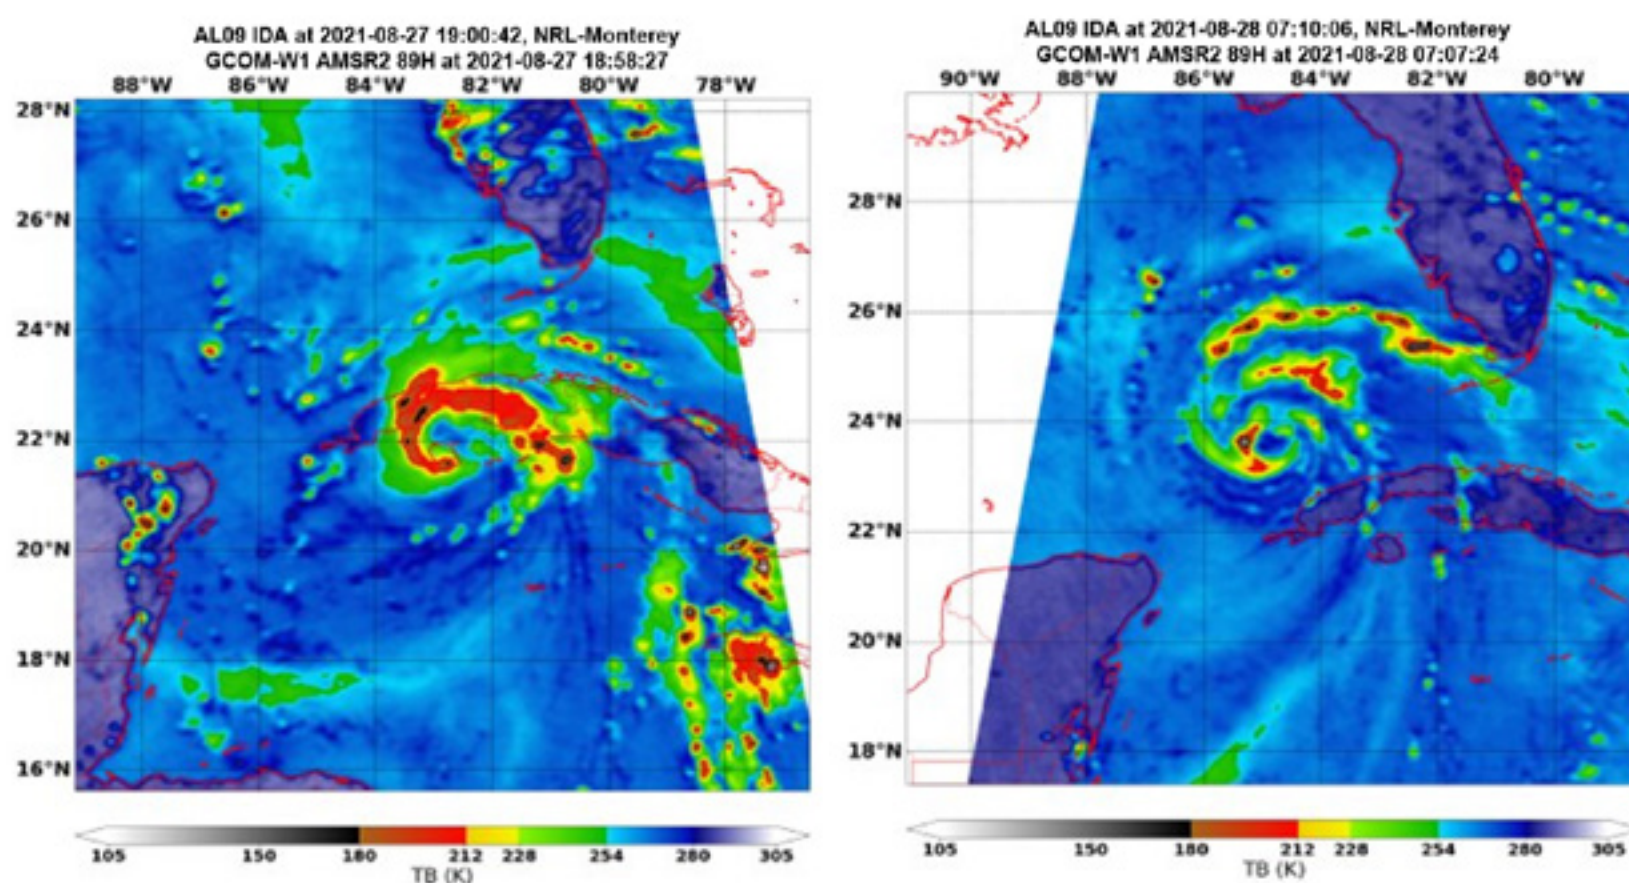 AL09 IDA at 2021-08-27 19:00:42, NRL-Monterey
GCOM-W1 AMSR2 89H at 2021-08-27 18:58:27
88°W 86°W 84°W 82°W 80°W 78°W
28°N
26°N
24°N
22°N
20°N
18°N
16°N
105 150 180 212 228 254 280 305
TB (K)
AL09 IDA at 2021-08-28 07:10:06, NRL-Monterey
GCOM-W1 AMSR2 89H at 2021-08-28 07:07:24
90°W 88°W 86°W 84°W 82°W 80°W
28°N
26°N
24°N
22°N
20°N
18°N
105 150 180 212 228 254 280 305
TB (K)